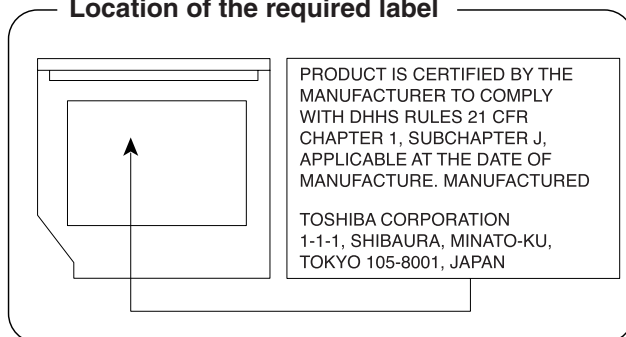 Location of the required label
PRODUCT IS CERTIFIED BY THE
MANUFACTURER TO COMPLY
WITH DHHS RULES 21 CFR
CHAPTER 1, SUBCHAPTER J,
APPLICABLE AT THE DATE OF
MANUFACTURE. MANUFACTURED
TOSHIBA CORPORATION
1-1-1, SHIBAURA, MINATO-KU,
TOKYO 105-8001, JAPAN